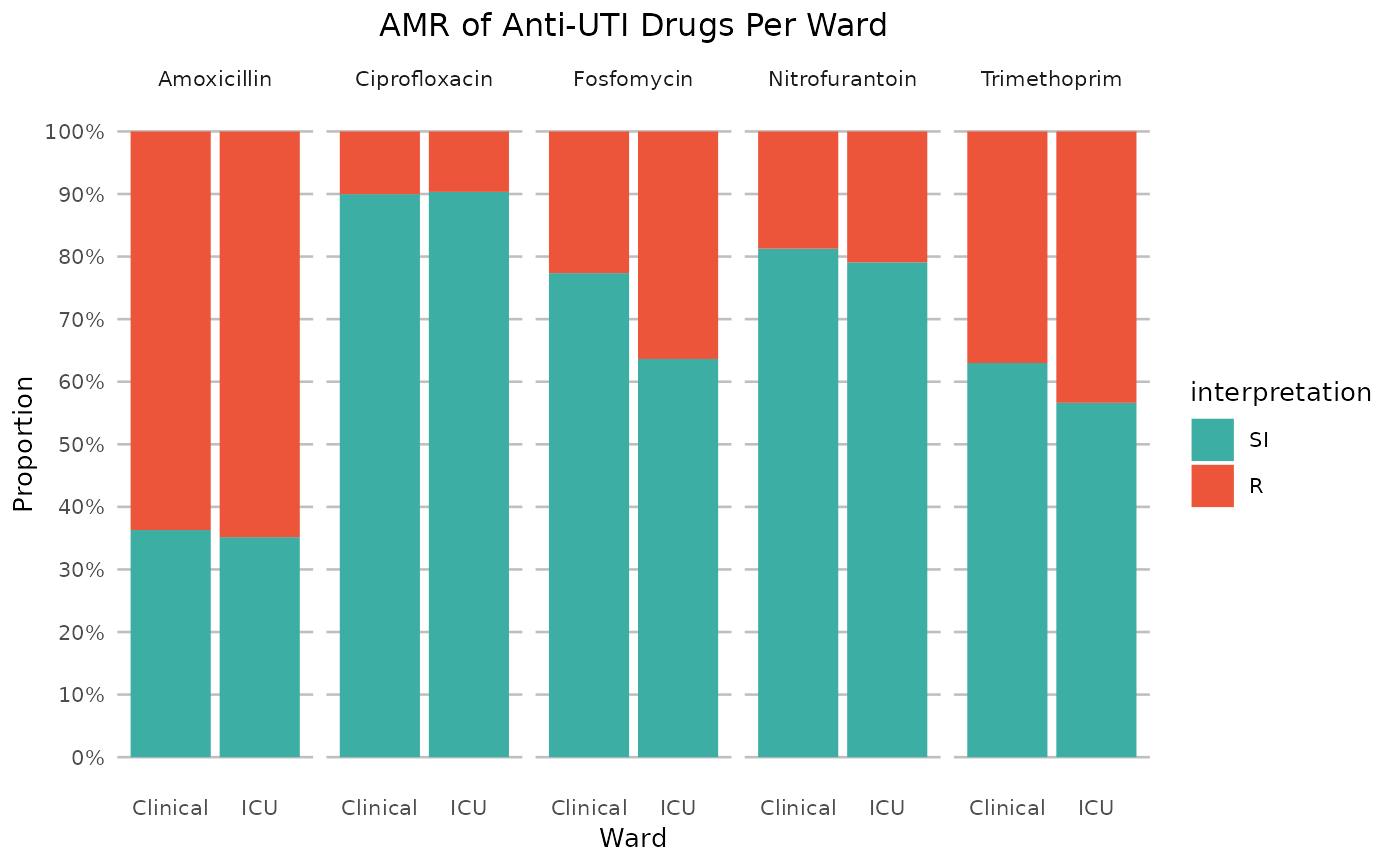 AMR of Anti-UTI Drugs Per Ward
Amoxicillin Ciprofloxacin Fosfomycin Nitrofurantoin Trimethoprim
100%
90%
80%
70%
60%
50%
40%
30%
20%
10%
0%
Proportion
Clinical ICU Clinical ICU Clinical ICU Clinical ICU Clinical ICU
Ward
interpretation
SI
R